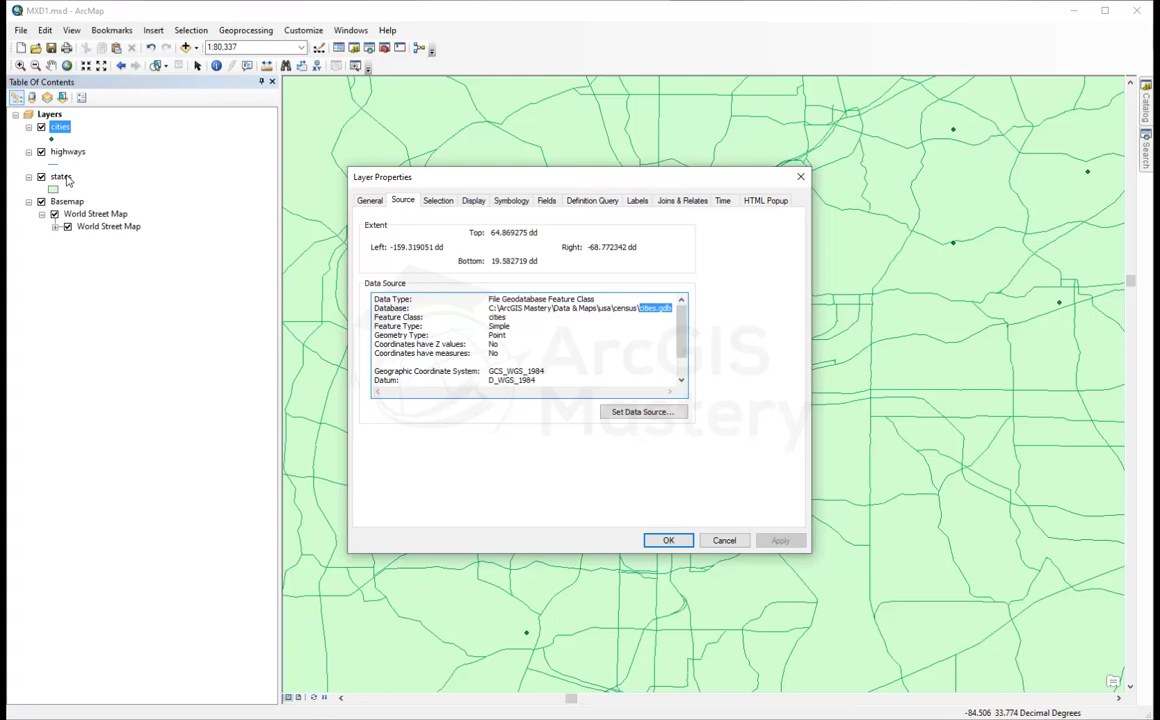 MXD1.mxd - ArcMap
File Edit View Bookmarks Insert Selection Geoprocessing Customize Windows Help
1:80,337
Table Of Contents
Layers
cities
highways
states
Basemap
World Street Map
World Street Map
Layer Properties
General Source Selection Display Symbology Fields Definition Query Labels Joins & Relates Time HTML Popup
Extent
Top: 64.869275 dd
Left: -159.319051 dd Right: -68.772342 dd
Bottom: 19.582719 dd
Data Source
Data Type: File Geodatabase Feature Class
Database: C:\ArcGIS Mastery\Data & Maps\usa\census\cities.gdb
Feature Class: cities
Feature Type: Simple
Geometry Type: Point
Coordinates have Z values: No
Coordinates have measures: No
Geographic Coordinate System: GCS_WGS_1984
Datum: D_WGS_1984
Set Data Source...
ArcGIS
Mastery
OK Cancel Apply
Catalog
Search
-84.506 33.774 Decimal Degrees